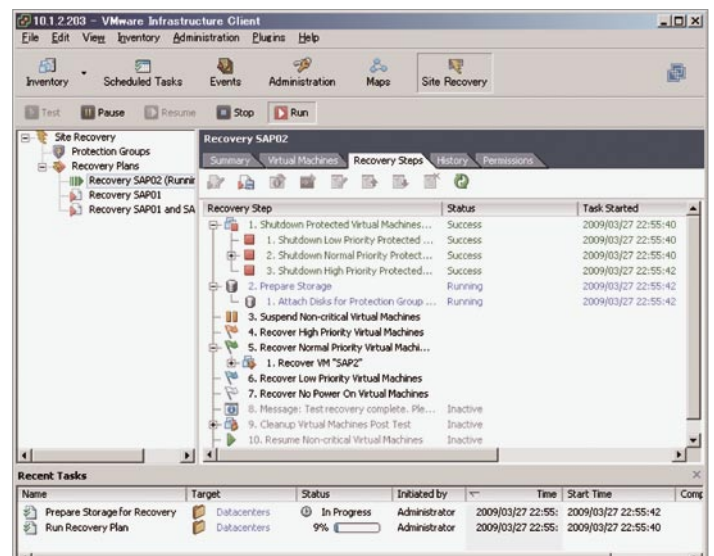 10.1.2.203 - VMware Infrastructure Client
File Edit View Inventory Administration Plugins Help
Inventory Scheduled Tasks Events Administration Maps Site Recovery
Test Pause Resume Stop Run
Site Recovery
Protection Groups
Recovery Plans
Recovery SAP02 (Runnir
Recovery SAP01
Recovery SAP01 and SA
Recovery SAP02
Summary Virtual Machines Recovery Steps History Permissions
Recovery Step Status Task Started
1. Shutdown Protected Virtual Machines... Success 2009/03/27 22:55:40
1. Shutdown Low Priority Protected ... Success 2009/03/27 22:55:40
2. Shutdown Normal Priority Protect... Success 2009/03/27 22:55:40
3. Shutdown High Priority Protected... Success 2009/03/27 22:55:42
2. Prepare Storage Running 2009/03/27 22:55:42
1. Attach Disks for Protection Group ... Running 2009/03/27 22:55:42
3. Suspend Non-critical Virtual Machines
4. Recover High Priority Virtual Machines
5. Recover Normal Priority Virtual Machi...
1. Recover VM "SAP2"
6. Recover Low Priority Virtual Machines
7. Recover No Power On Virtual Machines
8. Message: Test recovery complete. Ple... Inactive
9. Cleanup Virtual Machines Post Test Inactive
10. Resume Non-critical Virtual Machines Inactive
Recent Tasks
Name Target Status Initiated by Time Start Time Comp
Prepare Storage for Recovery Datacenters In Progress Administrator 2009/03/27 22:55: 2009/03/27 22:55:42
Run Recovery Plan Datacenters 9% Administrator 2009/03/27 22:55: 2009/03/27 22:55:40